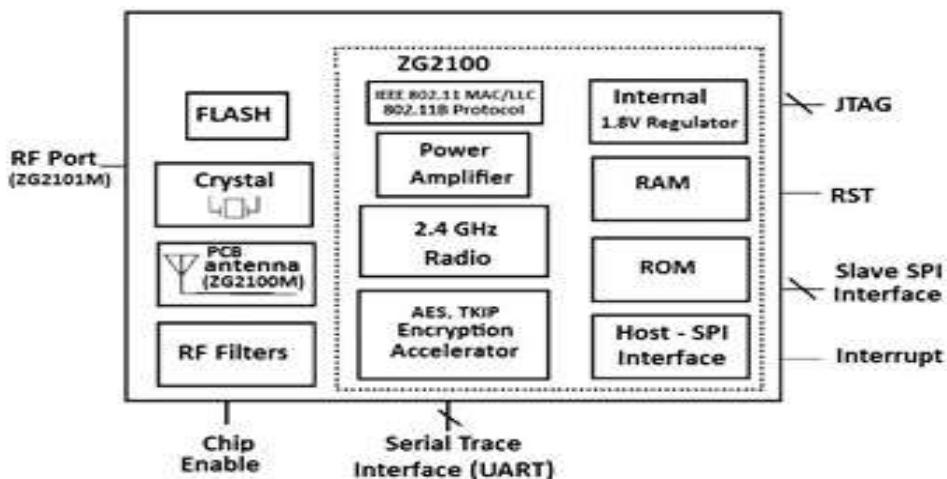 ZG2100
FLASH
Crystal
PCB
antenna
(ZG2100M)
RF Filters
IEEE 802.11 MAC/LLC
802.11B Protocol
Power
Amplifier
2.4 GHz
Radio
AES, TKIP
Encryption
Accelerator
Internal
1.8V Regulator
RAM
ROM
Host - SPI
Interface
RF Port
(ZG2101M)
JTAG
RST
Slave SPI
Interface
Interrupt
Chip
Enable
Serial Trace
Interface (UART)